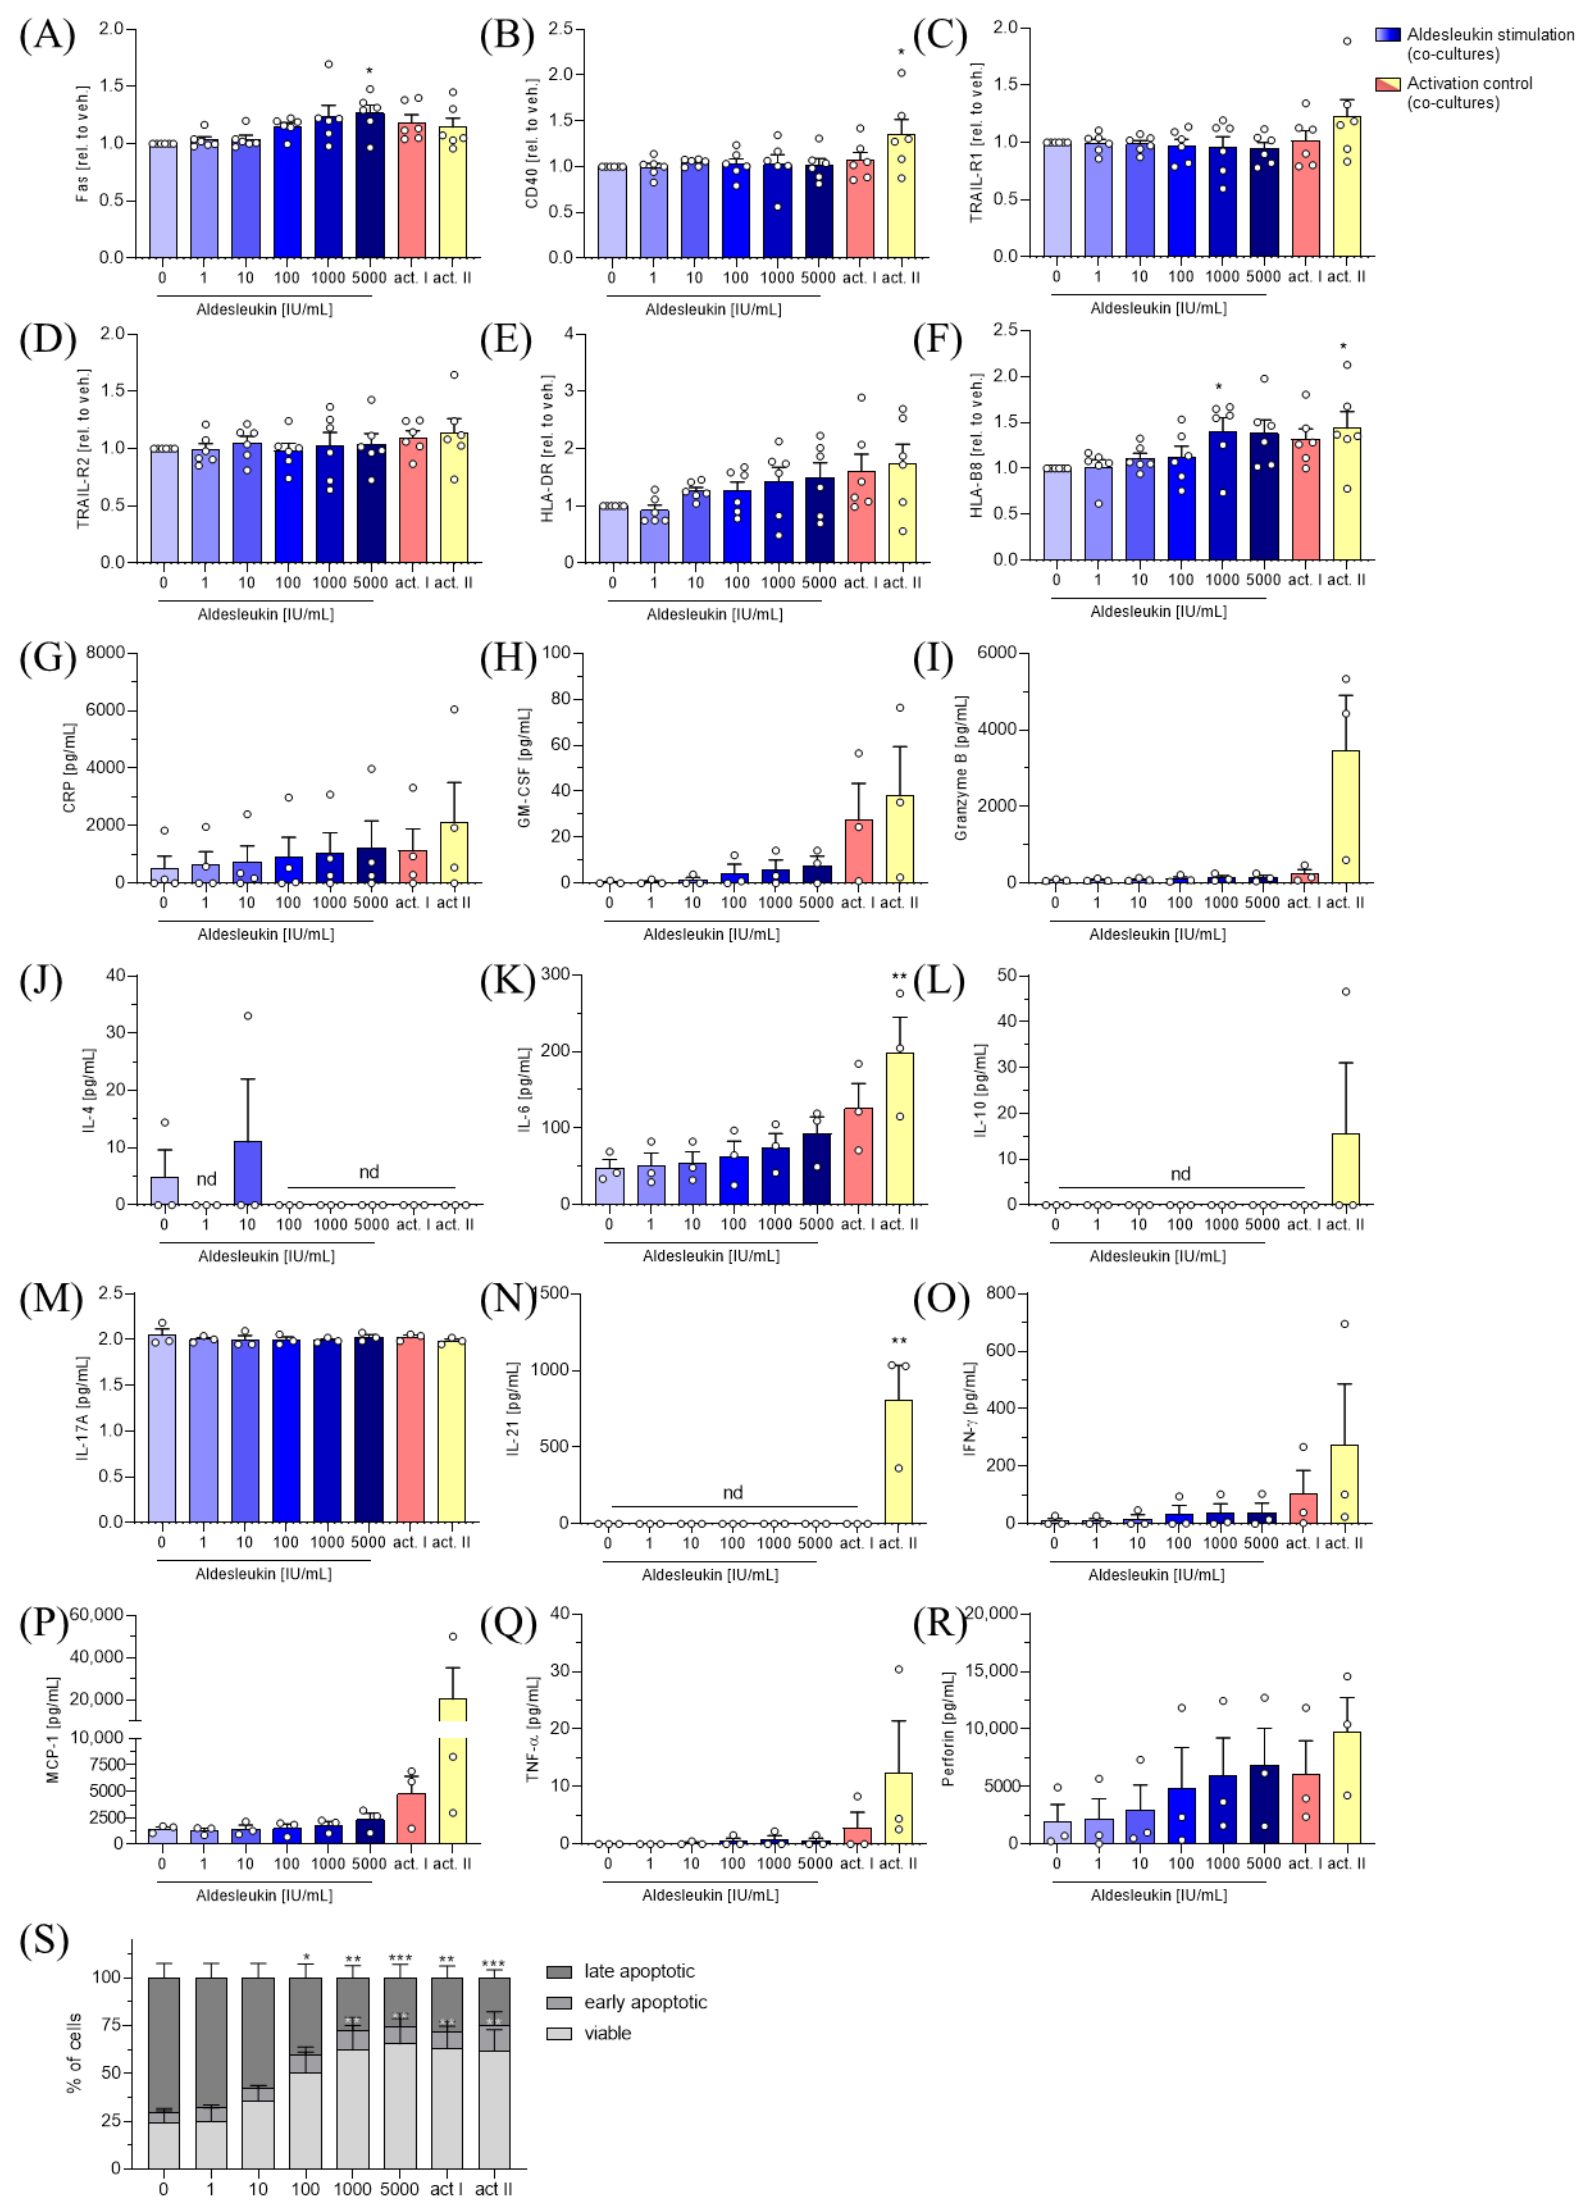 (A)
2.0
1.5
1.0
0.5
0.0
Fas [rel. to veh.]
*
0 1 10 100 1000 5000 act. I act. II
Aldesleukin [IU/mL]
(B)
2.5
2.0
1.5
1.0
0.5
0.0
CD40 [rel. to veh.]
*
0 1 10 100 1000 5000 act. I act. II
Aldesleukin [IU/mL]
(C)
2.0
1.5
1.0
0.5
0.0
TRAIL-R1 [rel. to veh.]
0 1 10 100 1000 5000 act. I act. II
Aldesleukin [IU/mL]
Aldesleukin stimulation
(co-cultures)
Activation control
(co-cultures)
(D)
2.0
1.5
1.0
0.5
0.0
TRAIL-R2 [rel. to veh.]
0 1 10 100 1000 5000 act. I act. II
Aldesleukin [IU/mL]
(E)
4
3
2
1
0
HLA-DR [rel. to veh.]
0 1 10 100 1000 5000 act. I act. II
Aldesleukin [IU/mL]
(F)
2.5
2.0
1.5
1.0
0.5
0.0
HLA-B8 [rel. to veh.]
* *
0 1 10 100 1000 5000 act. I act. II
Aldesleukin [IU/mL]
(G)
8000
6000
4000
2000
0
CRP [pg/mL]
0 1 10 100 1000 5000 act. I act. II
Aldesleukin [IU/mL]
(H)
100
80
60
40
20
0
GM-CSF [pg/mL]
0 1 10 100 1000 5000 act. I act. II
Aldesleukin [IU/mL]
(I)
6000
4000
2000
0
Granzyme B [pg/mL]
0 1 10 100 1000 5000 act. I act. II
Aldesleukin [IU/mL]
(J)
40
30
20
10
0
IL-4 [pg/mL]
nd nd
0 1 10 100 1000 5000 act. I act. II
Aldesleukin [IU/mL]
(K)
300
200
100
0
IL-6 [pg/mL]
**
0 1 10 100 1000 5000 act. I act. II
Aldesleukin [IU/mL]
(L)
50
40
30
20
10
0
IL-10 [pg/mL]
nd
0 1 10 100 1000 5000 act. I act. II
Aldesleukin [IU/mL]
(M)
2.5
2.0
1.5
1.0
0.5
0.0
IL-17A [pg/mL]
0 1 10 100 1000 5000 act. I act. II
Aldesleukin [IU/mL]
(N)
1500
1000
500
0
IL-21 [pg/mL]
nd
**
0 1 10 100 1000 5000 act. I act. II
Aldesleukin [IU/mL]
(O)
800
600
400
200
0
IFN-γ [pg/mL]
0 1 10 100 1000 5000 act. I act. II
Aldesleukin [IU/mL]
(P)
60,000
40,000
20,000
10,000
7500
5000
2500
0
MCP-1 [pg/mL]
0 1 10 100 1000 5000 act. I act. II
Aldesleukin [IU/mL]
(Q)
40
30
20
10
0
TNF-α [pg/mL]
0 1 10 100 1000 5000 act. I act. II
Aldesleukin [IU/mL]
(R)
20,000
15,000
10,000
5000
0
Perforin [pg/mL]
0 1 10 100 1000 5000 act. I act. II
Aldesleukin [IU/mL]
(S)
100
75
50
25
0
% of cells
* ** *** ** ***
** ** ** **
0 1 10 100 1000 5000 act I act II
late apoptotic
early apoptotic
viable